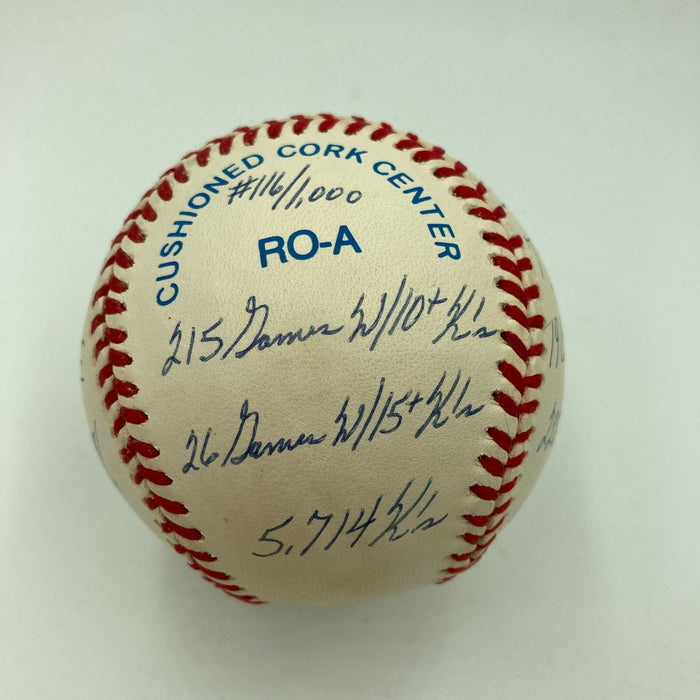 CUSHIONED CORK CENTER
#116/1,000
RO-A
215 Games W/10+ K's
26 Games W/15+ K's
5,714 K's